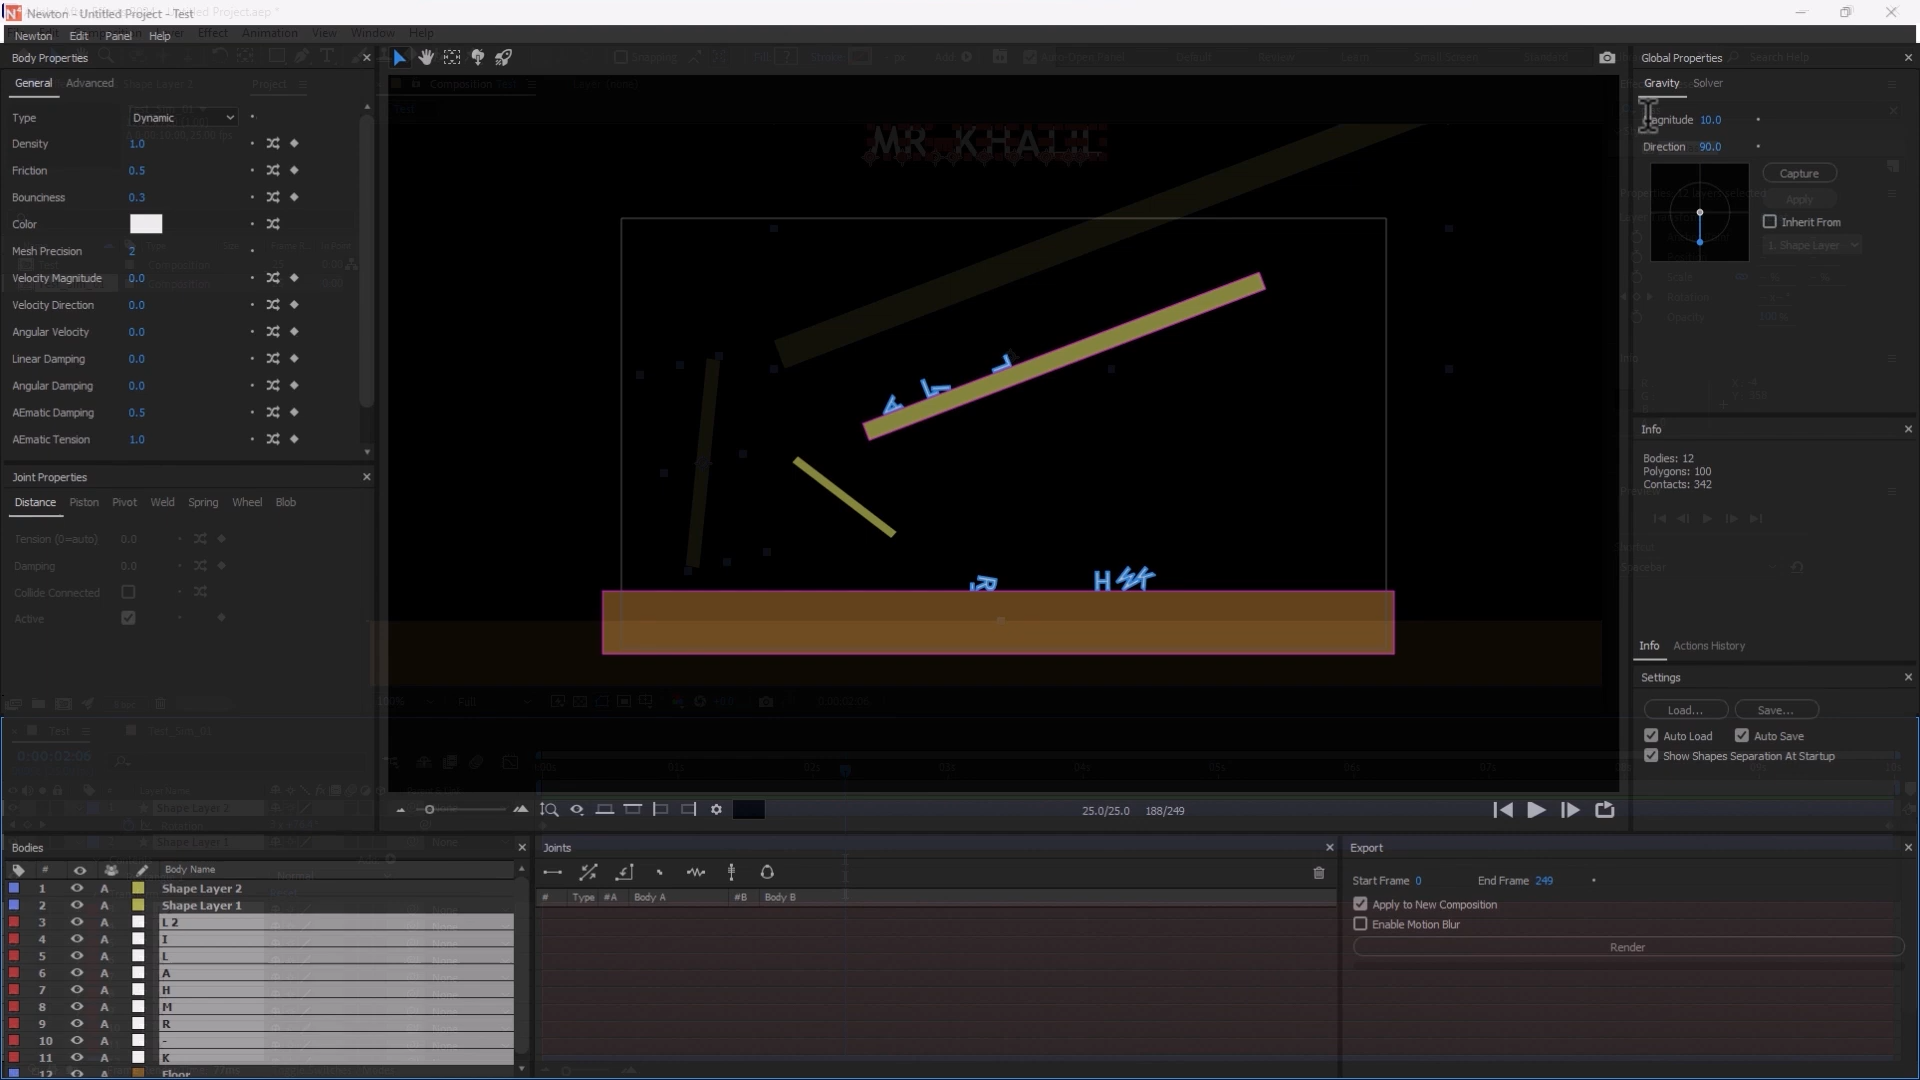 Newton - Untitled Project - Test
Newton Edit Panel Help
Body Properties
General Advanced
Type Dynamic
Density 1.0
Friction 0.5
Bounciness 0.3
Color
Mesh Precision 2
Velocity Magnitude 0.0
Velocity Direction 0.0
Angular Velocity 0.0
Linear Damping 0.0
Angular Damping 0.0
AEmatic Damping 0.5
AEmatic Tension 1.0
Joint Properties
Distance Piston Pivot Weld Spring Wheel Blob
Tension (0=auto) 0.0
Damping 0.0
Collide Connected
Active
MR_KHALIL
25.0/25.0 188/249
Global Properties
Gravity Solver
Magnitude 10.0
Direction 90.0
Capture
Apply
Inherit From
1. Shape Layer
Info
Bodies: 12
Polygons: 100
Contacts: 342
Info Actions History
Settings
Load... Save...
Auto Load Auto Save
Show Shapes Separation At Startup
Bodies
# Body Name
1 A Shape Layer 2
2 A Shape Layer 1
3 A L 2
4 A I
5 A L
6 A A
7 A H
8 A M
9 A R
10 A -
11 A K
12 A Floor
Joints
# Type #A Body A #B Body B
Export
Start Frame 0 End Frame 249
Apply to New Composition
Enable Motion Blur
Render